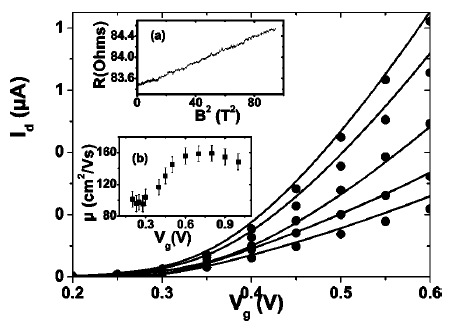 1
1
0
0
0
I_d (µA)
0.2 0.3 0.4 0.5 0.6
V_g (V)
(a)
84.4
84.0
83.6
R(Ohms)
0 40 80
B² (T²)
(b)
160
120
80
µ (cm²/Vs)
0.3 0.6 0.9
V_g(V)